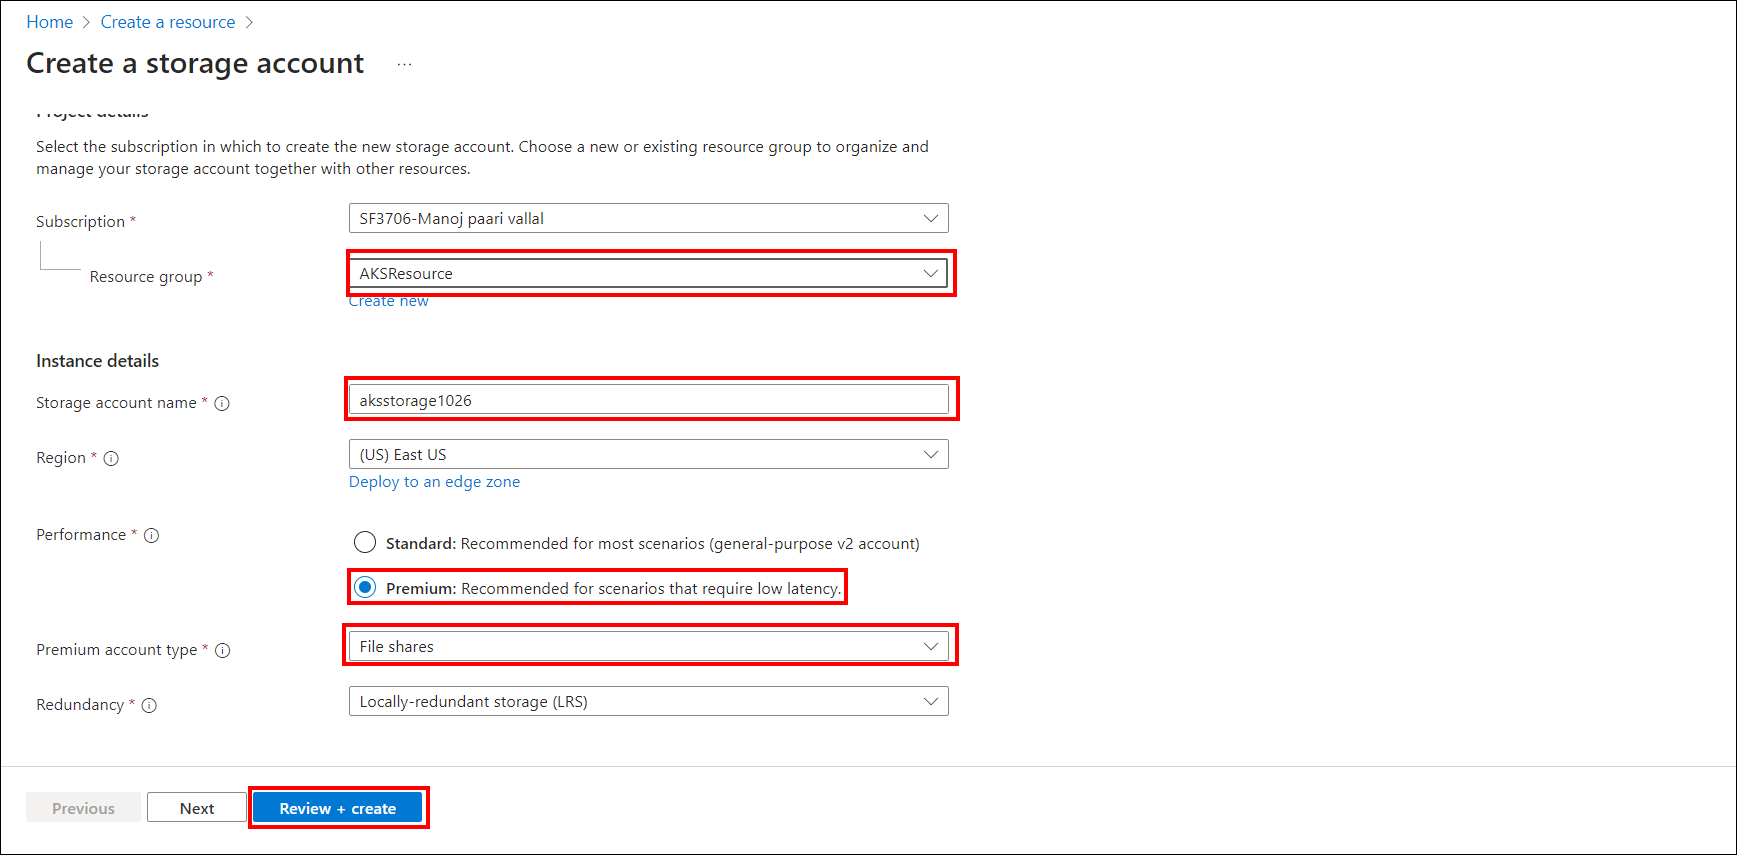 Home > Create a resource >
Create a storage account ...
Project details
Select the subscription in which to create the new storage account. Choose a new or existing resource group to organize and
manage your storage account together with other resources.
Subscription *
SF3706-Manoj paari vallal
Resource group *
AKSResource
Create new
Instance details
Storage account name *
aksstorage1026
Region *
(US) East US
Deploy to an edge zone
Performance *
Standard: Recommended for most scenarios (general-purpose v2 account)
Premium: Recommended for scenarios that require low latency.
Premium account type *
File shares
Redundancy *
Locally-redundant storage (LRS)
Previous
Next
Review + create